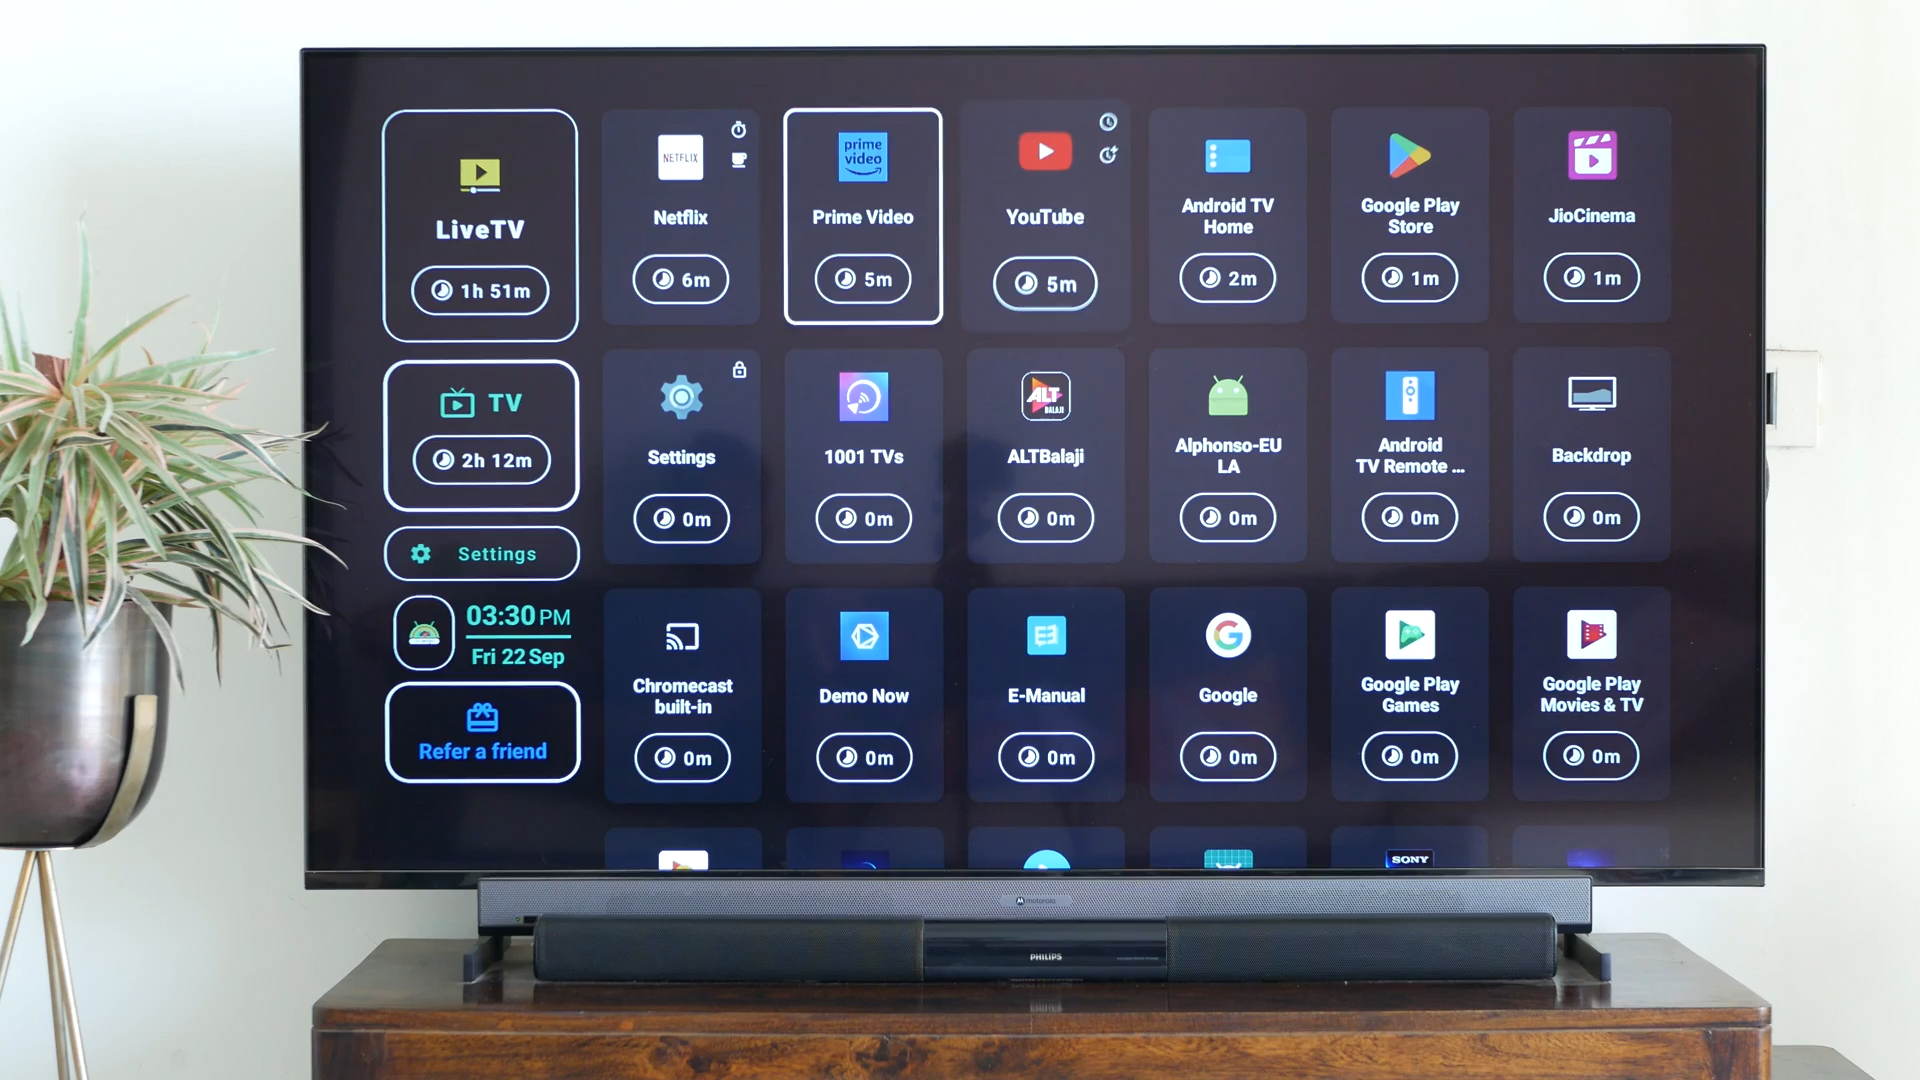 LiveTV
1h 51m
TV
2h 12m
Settings
03:30 PM
Fri 22 Sep
Refer a friend
NETFLIX
Netflix
6m
prime
video
Prime Video
5m
YouTube
5m
Android TV
Home
2m
Google Play
Store
1m
JioCinema
1m
Settings
0m
1001 TVs
0m
ALT
BALAJI
ALTBalaji
0m
Alphonso-EU
LA
0m
Android
TV Remote ...
0m
Backdrop
0m
Chromecast
built-in
0m
Demo Now
0m
E-Manual
0m
G
Google
0m
Google Play
Games
0m
Google Play
Movies & TV
0m
SONY
motorola
PHILIPS